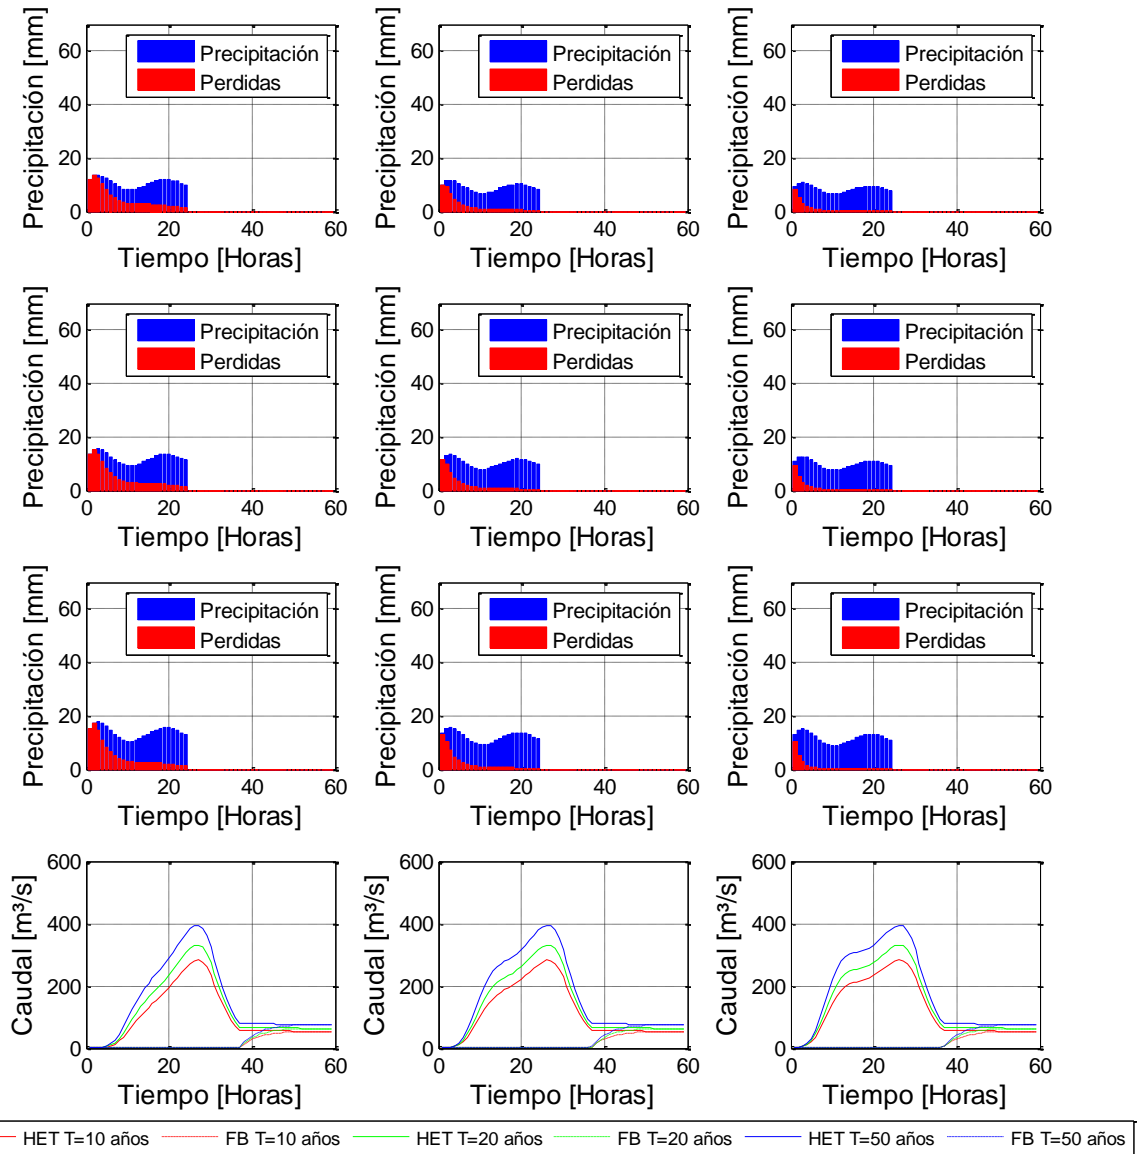 Precipitación [mm]
60
40
20
0
Precipitación
Perdidas
0 20 40 60
Tiempo [Horas]
Precipitación [mm]
60
40
20
0
Precipitación
Perdidas
0 20 40 60
Tiempo [Horas]
Precipitación [mm]
60
40
20
0
Precipitación
Perdidas
0 20 40 60
Tiempo [Horas]
Precipitación [mm]
60
40
20
0
Precipitación
Perdidas
0 20 40 60
Tiempo [Horas]
Precipitación [mm]
60
40
20
0
Precipitación
Perdidas
0 20 40 60
Tiempo [Horas]
Precipitación [mm]
60
40
20
0
Precipitación
Perdidas
0 20 40 60
Tiempo [Horas]
Precipitación [mm]
60
40
20
0
Precipitación
Perdidas
0 20 40 60
Tiempo [Horas]
Precipitación [mm]
60
40
20
0
Precipitación
Perdidas
0 20 40 60
Tiempo [Horas]
Precipitación [mm]
60
40
20
0
Precipitación
Perdidas
0 20 40 60
Tiempo [Horas]
Caudal [m³/s]
600
400
200
0
0 20 40 60
Tiempo [Horas]
Caudal [m³/s]
600
400
200
0
0 20 40 60
Tiempo [Horas]
Caudal [m³/s]
600
400
200
0
0 20 40 60
Tiempo [Horas]
HET T=10 años FB T=10 años HET T=20 años FB T=20 años HET T=50 años FB T=50 años